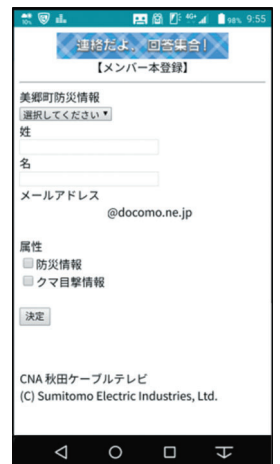 98% 9:55
連絡だよ、回答集合!
【メンバー本登録】
美郷町防災情報
選択してください▼
姓
名
メールアドレス
@docomo.ne.jp
属性
防災情報
クマ目撃情報
決定
CNA 秋田ケーブルテレビ
(C) Sumitomo Electric Industries, Ltd.